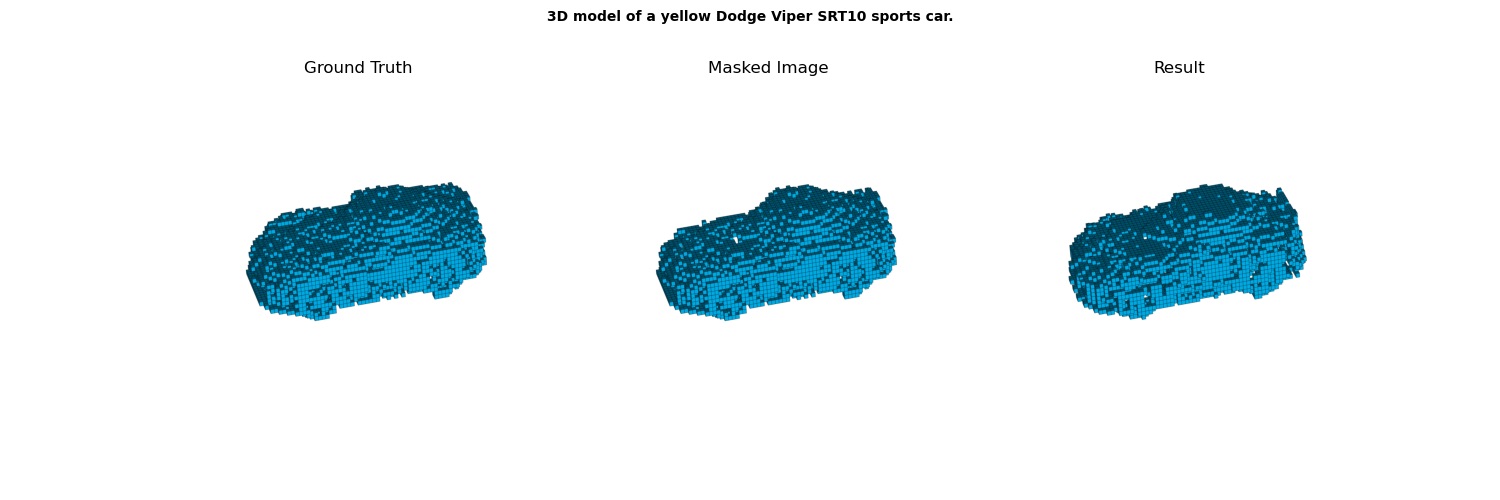 3D model of a yellow Dodge Viper SRT10 sports car.
Ground Truth
Masked Image
Result